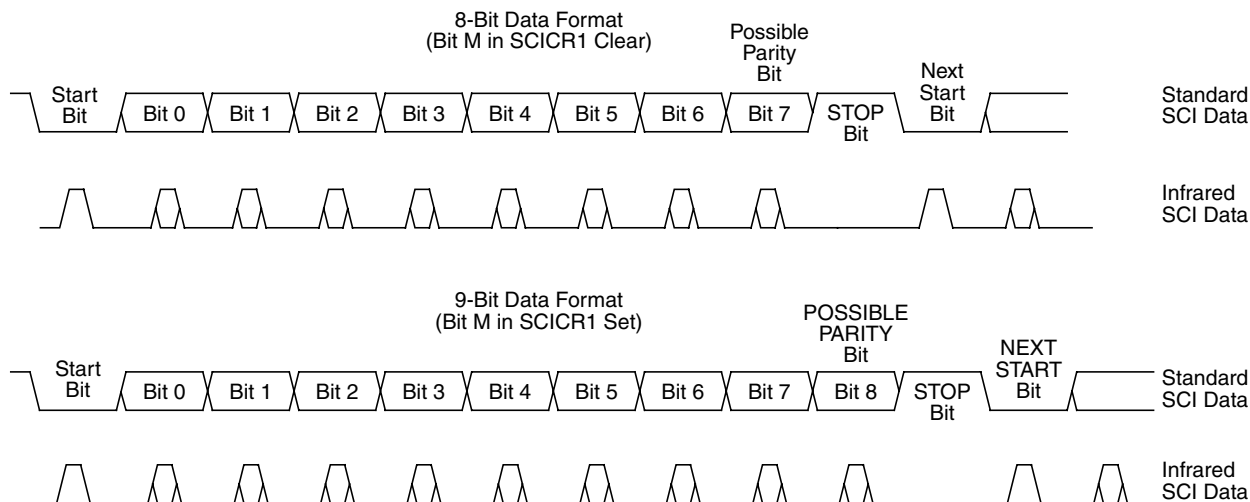 8-Bit Data Format
(Bit M in SCICR1 Clear)
Possible
Parity
Bit
Start
Bit
Bit 0
Bit 1
Bit 2
Bit 3
Bit 4
Bit 5
Bit 6
Bit 7
STOP
Bit
Next
Start
Bit
Standard
SCI Data
Infrared
SCI Data
9-Bit Data Format
(Bit M in SCICR1 Set)
POSSIBLE
PARITY
Bit
Start
Bit
Bit 0
Bit 1
Bit 2
Bit 3
Bit 4
Bit 5
Bit 6
Bit 7
Bit 8
STOP
Bit
NEXT
START
Bit
Standard
SCI Data
Infrared
SCI Data